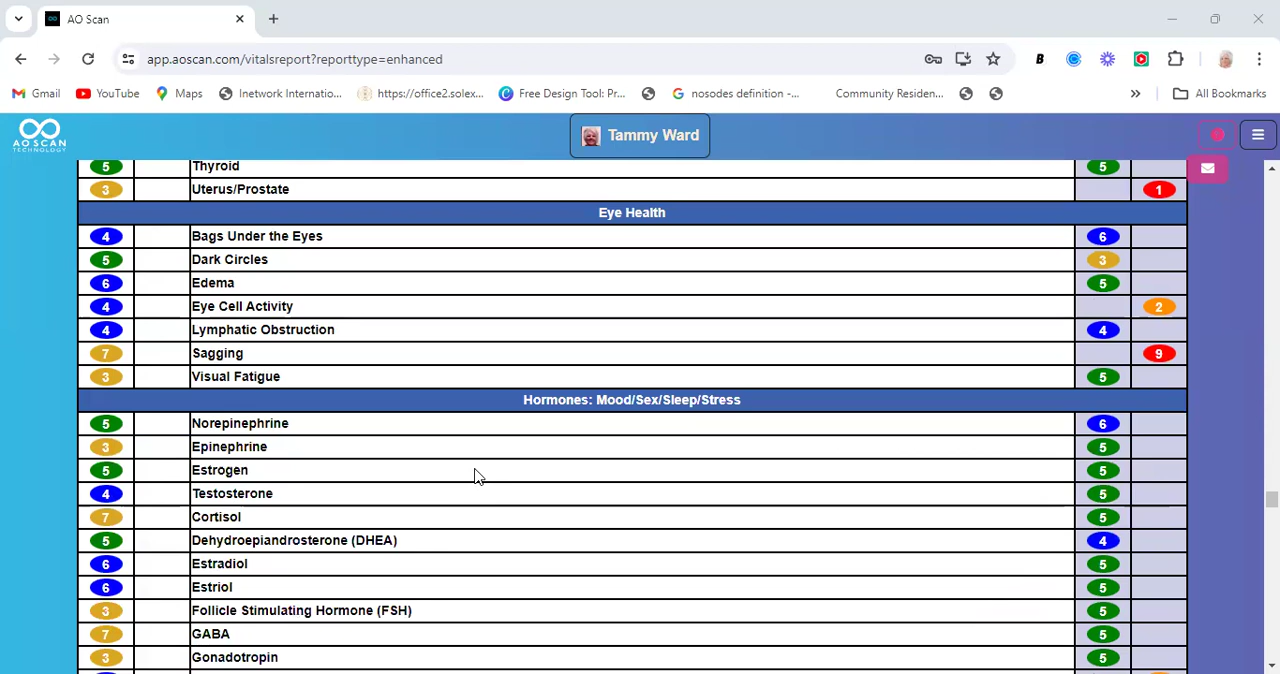 AO Scan
app.aoscan.com/vitalsreport?reporttype=enhanced
B
Gmail YouTube Maps Inetwork Internatio... https://office2.solex... Free Design Tool: Pr... nosodes definition -... Community Residen... All Bookmarks
AO SCAN
TECHNOLOGY
Tammy Ward
5 Thyroid 5
3 Uterus/Prostate 1
Eye Health
4 Bags Under the Eyes 6
5 Dark Circles 3
6 Edema 5
4 Eye Cell Activity 2
4 Lymphatic Obstruction 4
7 Sagging 9
3 Visual Fatigue 5
Hormones: Mood/Sex/Sleep/Stress
5 Norepinephrine 6
3 Epinephrine 5
5 Estrogen 5
4 Testosterone 5
7 Cortisol 5
5 Dehydroepiandrosterone (DHEA) 4
6 Estradiol 5
6 Estriol 5
3 Follicle Stimulating Hormone (FSH) 5
7 GABA 5
3 Gonadotropin 5